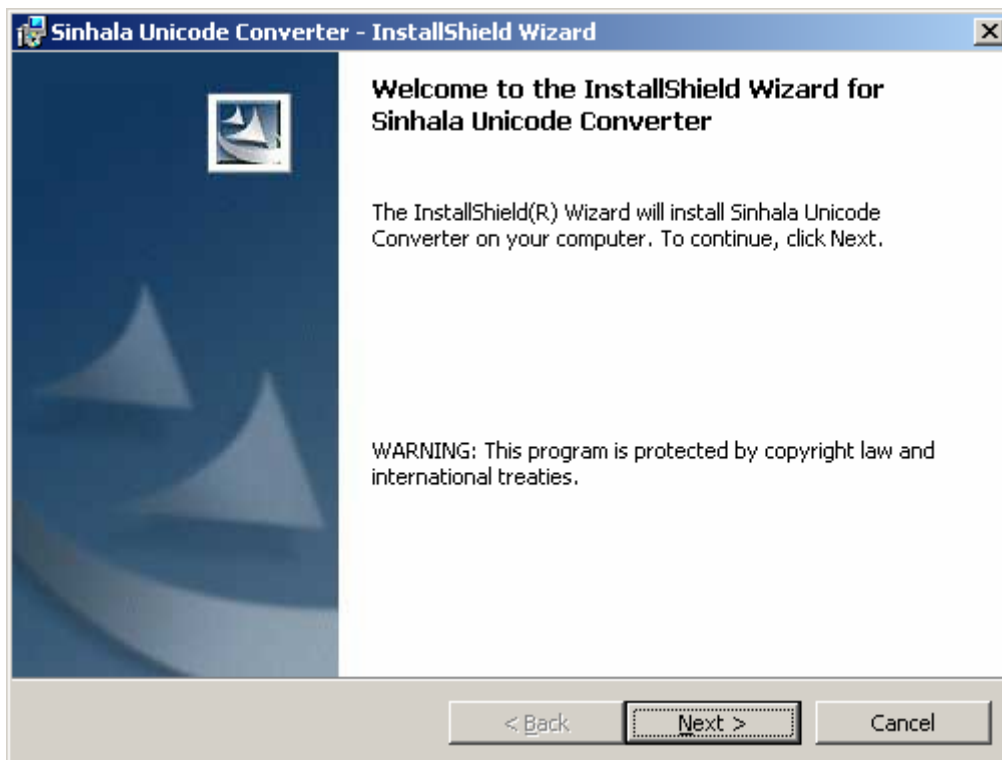 Sinhala Unicode Converter - InstallShield Wizard
Welcome to the InstallShield Wizard for
Sinhala Unicode Converter
The InstallShield(R) Wizard will install Sinhala Unicode
Converter on your computer. To continue, click Next.
WARNING: This program is protected by copyright law and
international treaties.
< Back
Next >
Cancel